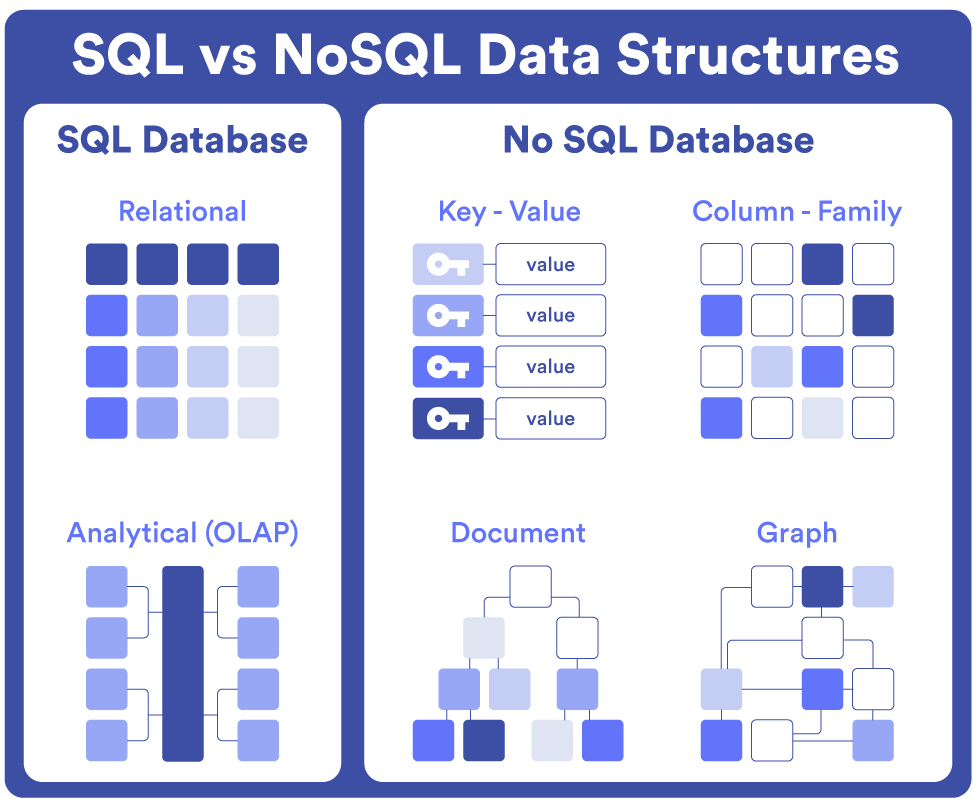 SQL vs NoSQL Data Structures
SQL Database
Relational
Analytical (OLAP)
No SQL Database
Key - Value
value
value
value
value
Column - Family
Document
Graph